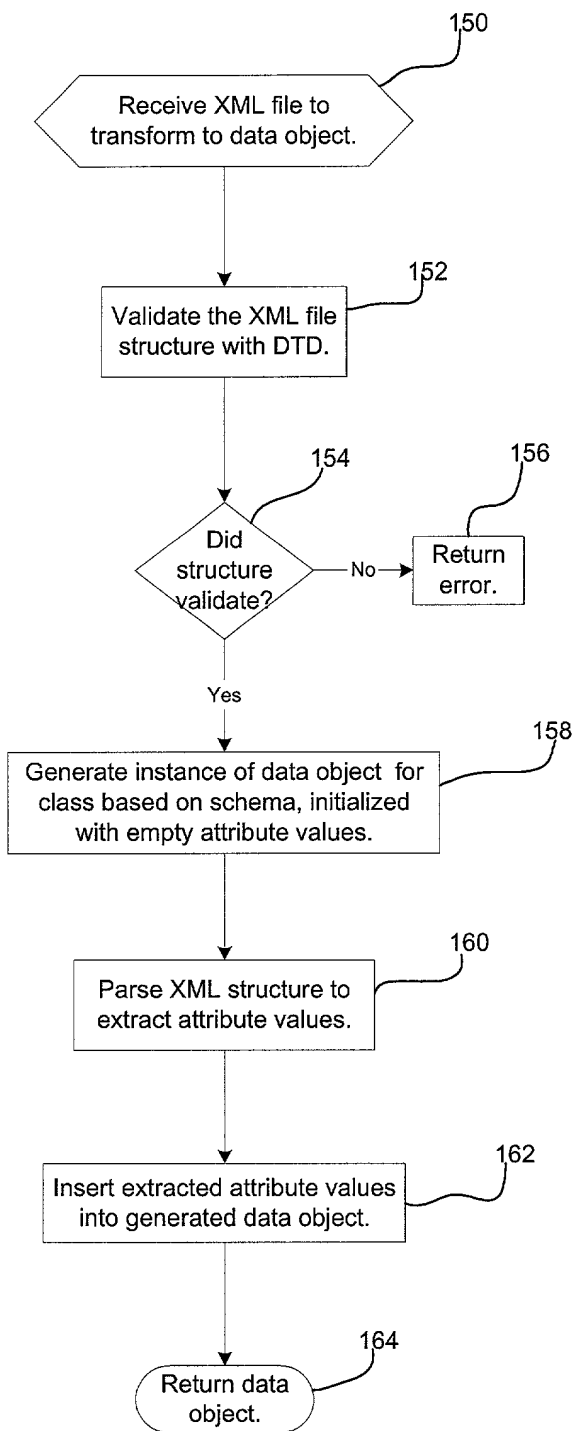 150
Receive XML file to
transform to data object.
152
Validate the XML file
structure with DTD.
154
156
Did
structure
validate?
No
Return
error.
Yes
158
Generate instance of data object for
class based on schema, initialized
with empty attribute values.
160
Parse XML structure to
extract attribute values.
162
Insert extracted attribute values
into generated data object.
164
Return data
object.